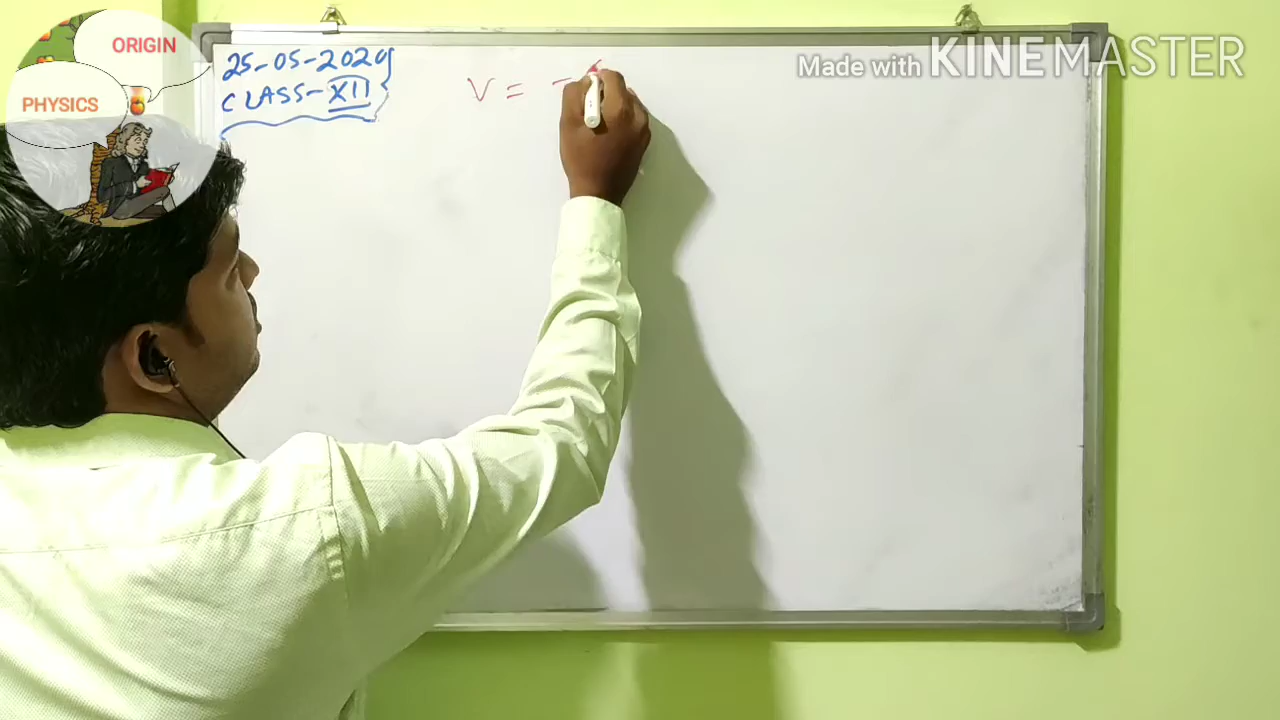 ORIGIN
PHYSICS
Made with KINEMASTER
25-05-2020
CLASS-XII
V = -